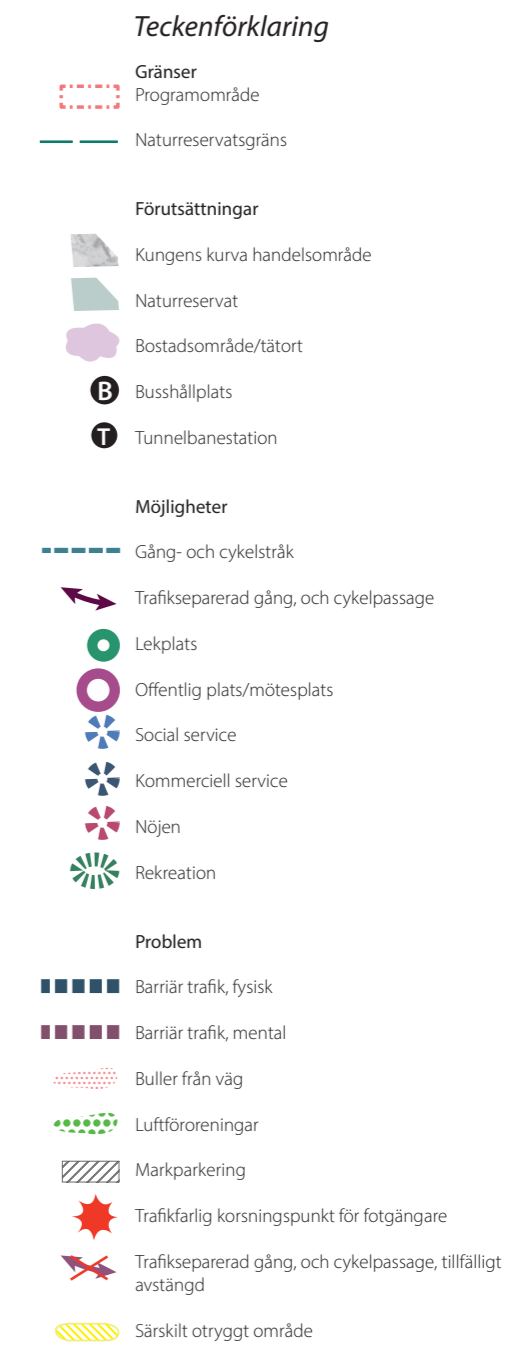 Teckenförklaring
Gränser
Programområde
Naturreservatsgräns
Förutsättningar
Kungens kurva handelsområde
Naturreservat
Bostadsområde/tätort
B Busshållplats
T Tunnelbanestation
Möjligheter
Gång- och cykelstråk
Trafikseparerad gång, och cykelpassage
Lekplats
Offentlig plats/mötesplats
Social service
Kommerciell service
Nöjen
Rekreation
Problem
Barriär trafik, fysisk
Barriär trafik, mental
Buller från väg
Luftföroreningar
Markparkering
Trafikfarlig korsningspunkt för fotgängare
Trafikseparerad gång, och cykelpassage, tillfälligt
avstängd
Särskilt otryggt område